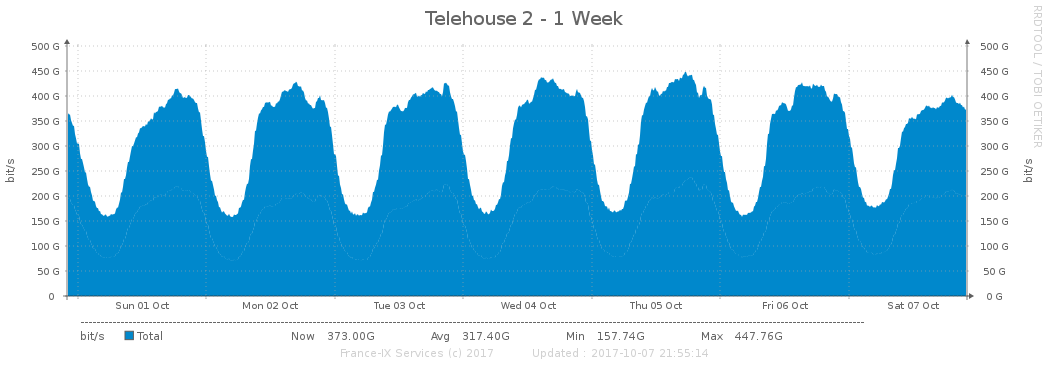 Telehouse 2 - 1 Week
RRDTOOL / TOBI OETIKER
500 G 500 G
450 G 450 G
400 G 400 G
350 G 350 G
300 G 300 G
250 G 250 G
200 G 200 G
150 G 150 G
100 G 100 G
50 G 50 G
0 0 G
bit/s bit/s
Sun 01 Oct Mon 02 Oct Tue 03 Oct Wed 04 Oct Thu 05 Oct Fri 06 Oct Sat 07 Oct
bit/s Total Now 373.00G Avg 317.40G Min 157.74G Max 447.76G
France-IX Services (c) 2017 Updated : 2017-10-07 21:55:14